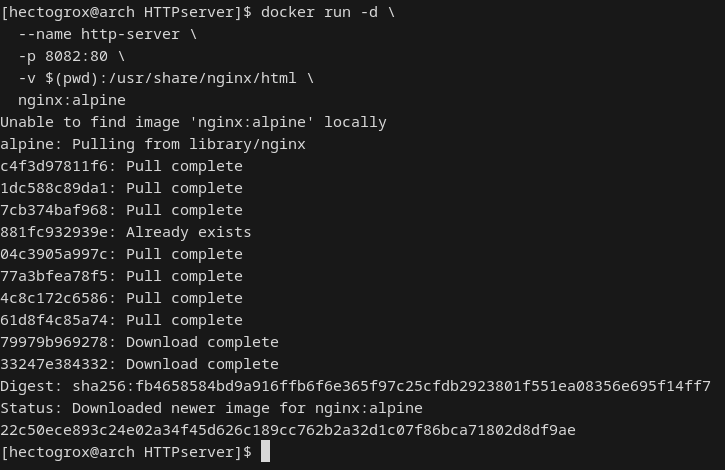 [hectogrox@arch HTTPserver]$ docker run -d \
  --name http-server \
  -p 8082:80 \
  -v $(pwd):/usr/share/nginx/html \
  nginx:alpine
Unable to find image 'nginx:alpine' locally
alpine: Pulling from library/nginx
c4f3d97811f6: Pull complete
1dc588c89da1: Pull complete
7cb374baf968: Pull complete
881fc932939e: Already exists
04c3905a997c: Pull complete
77a3bfea78f5: Pull complete
4c8c172c6586: Pull complete
61d8f4c85a74: Pull complete
79979b969278: Download complete
33247e384332: Download complete
Digest: sha256:fb4658584bd9a916ffb6f6e365f97c25cfdb2923801f551ea08356e695f14ff7
Status: Downloaded newer image for nginx:alpine
22c50ece893c24e02a34f45d626c189cc762b2a32d1c07f86bca71802d8df9ae
[hectogrox@arch HTTPserver]$